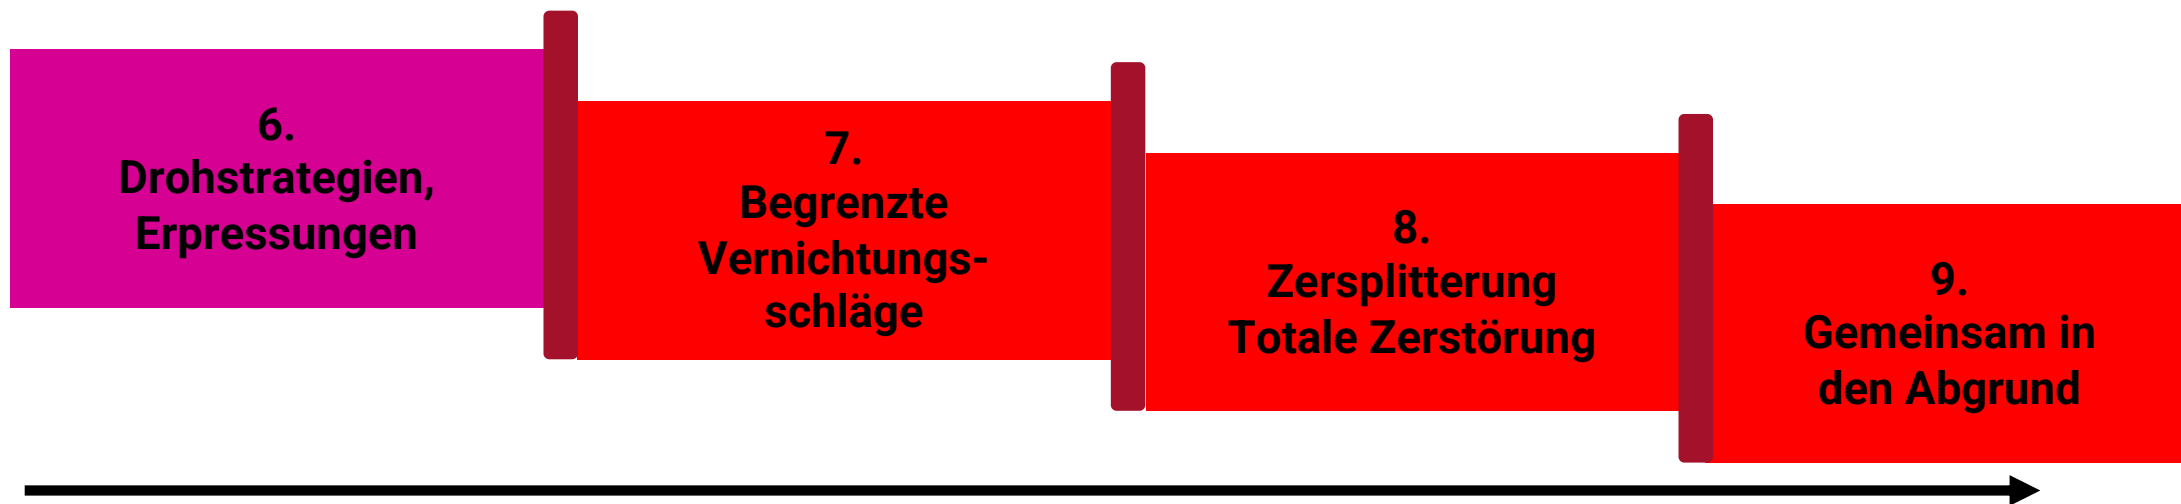 6.
Drohstrategien,
Erpressungen
7.
Begrenzte
Vernichtungs-
schläge
8.
Zersplitterung
Totale Zerstörung
9.
Gemeinsam in
den Abgrund